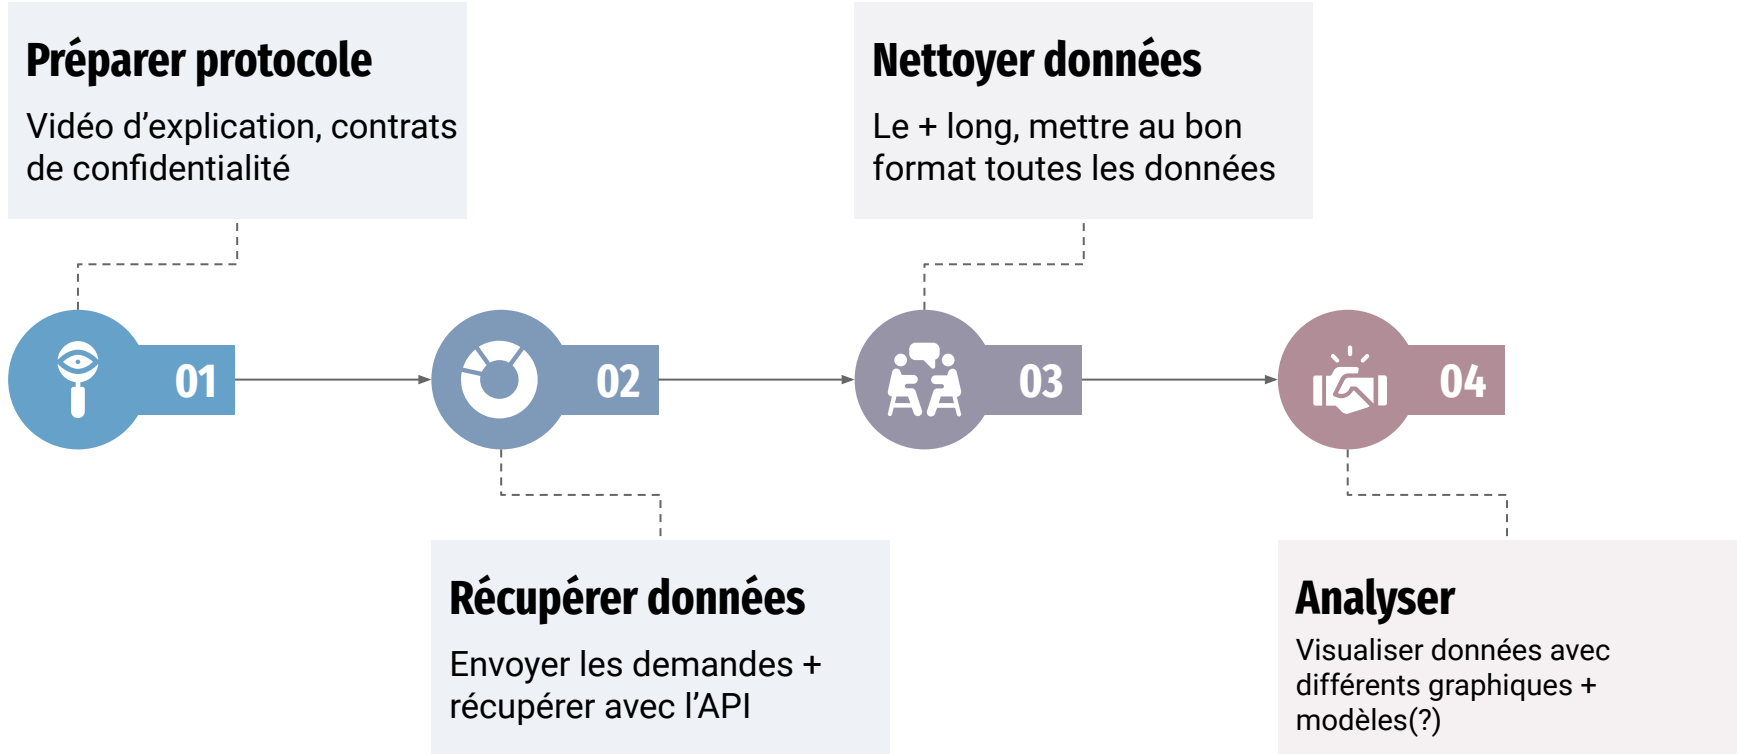 Préparer protocole
Vidéo d’explication, contrats
de confidentialité
Nettoyer données
Le + long, mettre au bon
format toutes les données
01
02
03
04
Récupérer données
Envoyer les demandes +
récupérer avec l’API
Analyser
Visualiser données avec
différents graphiques +
modèles(?)